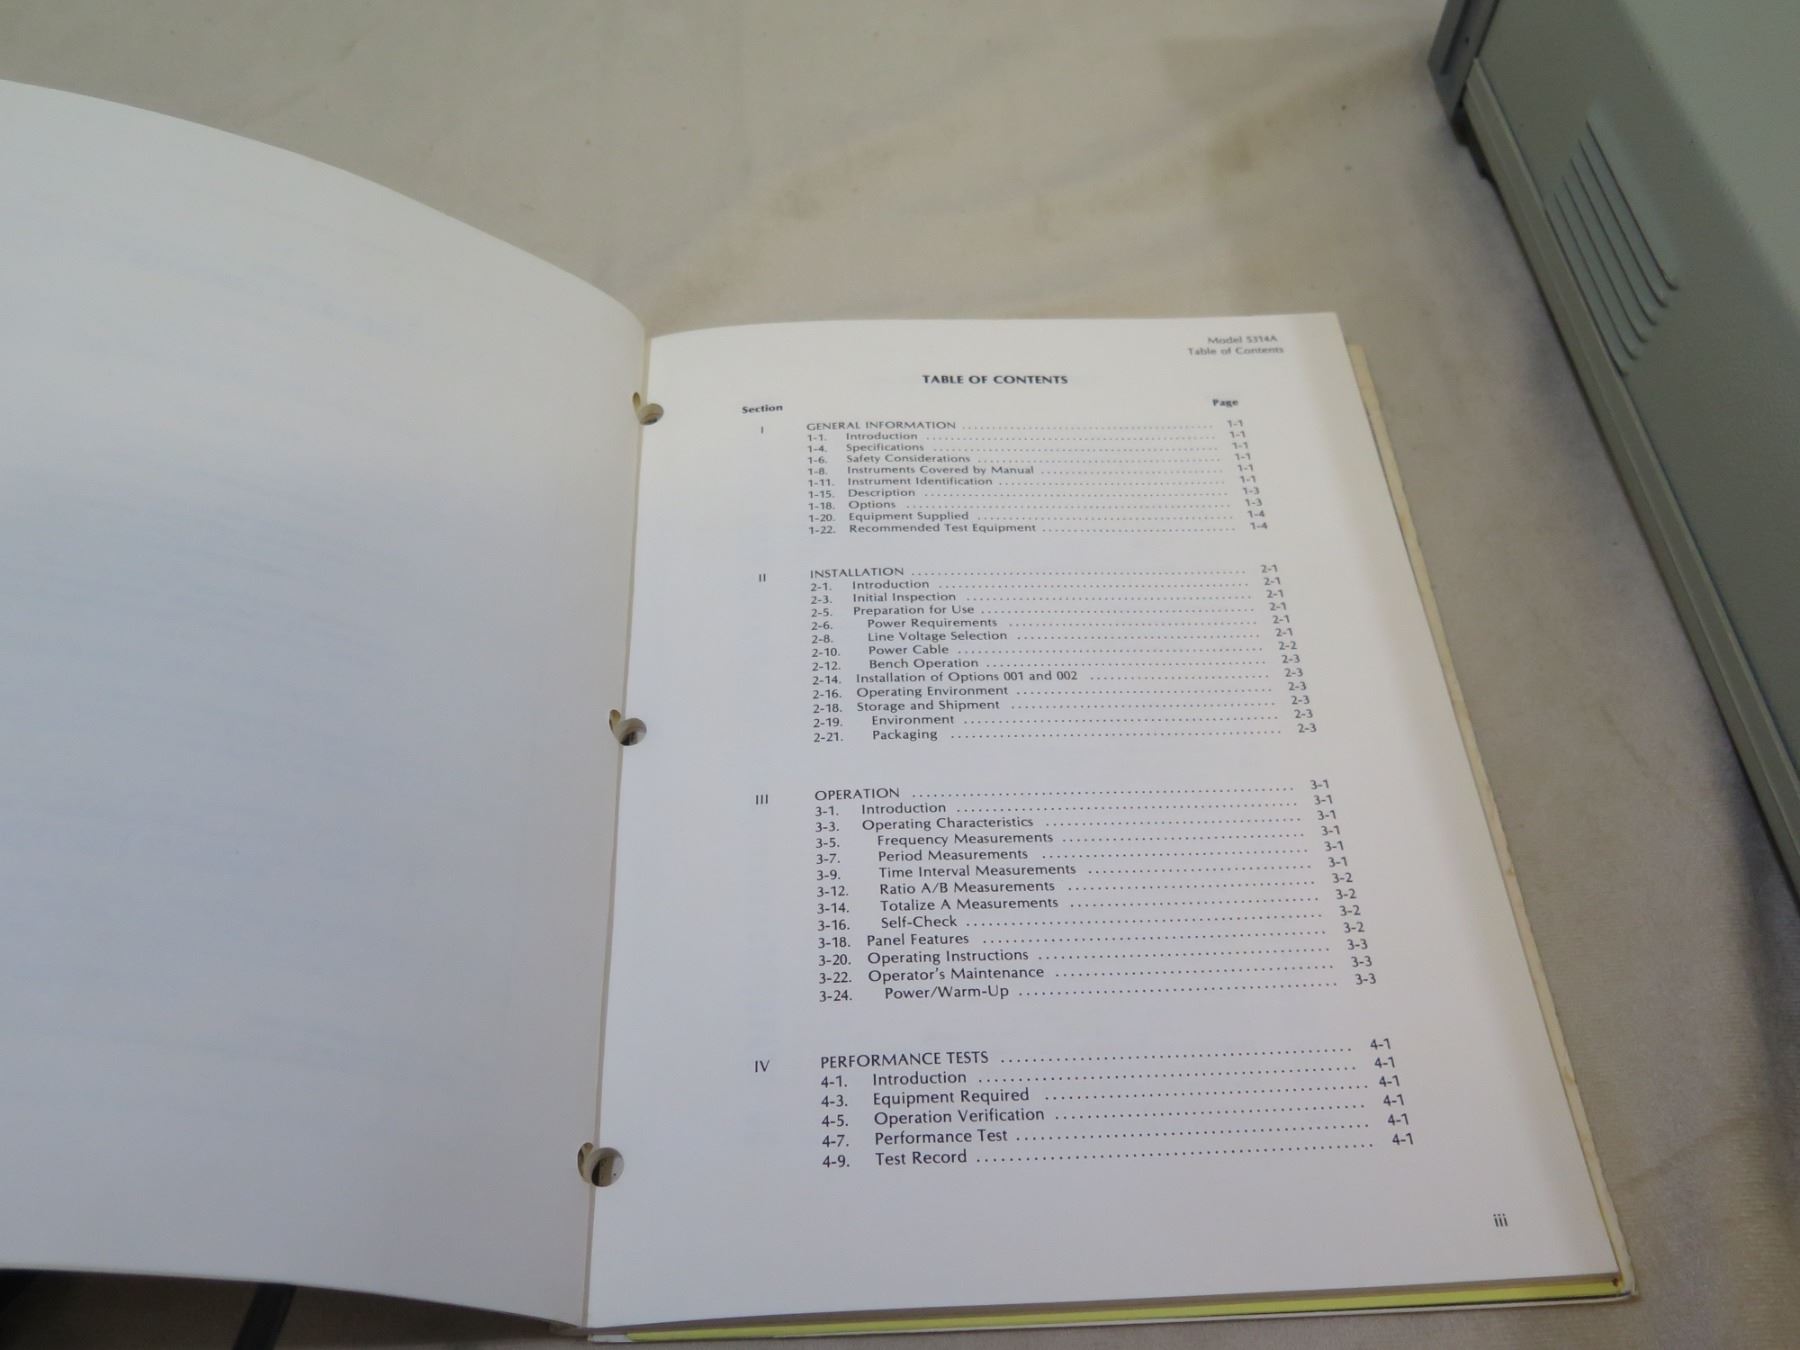 Model 5314A
Table of Contents
TABLE OF CONTENTS
Section Page
I GENERAL INFORMATION 1-1
1-1. Introduction 1-1
1-4. Specifications 1-1
1-6. Safety Considerations 1-1
1-8. Instruments Covered by Manual 1-1
1-11. Instrument Identification 1-1
1-15. Description 1-3
1-18. Options 1-3
1-20. Equipment Supplied 1-4
1-22. Recommended Test Equipment 1-4
II INSTALLATION 2-1
2-1. Introduction 2-1
2-3. Initial Inspection 2-1
2-5. Preparation for Use 2-1
2-6. Power Requirements 2-1
2-8. Line Voltage Selection 2-1
2-10. Power Cable 2-2
2-12. Bench Operation 2-3
2-14. Installation of Options 001 and 002 2-3
2-16. Operating Environment 2-3
2-18. Storage and Shipment 2-3
2-19. Environment 2-3
2-21. Packaging 2-3
III OPERATION 3-1
3-1. Introduction 3-1
3-3. Operating Characteristics 3-1
3-5. Frequency Measurements 3-1
3-7. Period Measurements 3-1
3-9. Time Interval Measurements 3-1
3-12. Ratio A/B Measurements 3-2
3-14. Totalize A Measurements 3-2
3-16. Self-Check 3-2
3-18. Panel Features 3-2
3-20. Operating Instructions 3-3
3-22. Operator's Maintenance 3-3
3-24. Power/Warm-Up 3-3
IV PERFORMANCE TESTS 4-1
4-1. Introduction 4-1
4-3. Equipment Required 4-1
4-5. Operation Verification 4-1
4-7. Performance Test 4-1
4-9. Test Record 4-1
iii